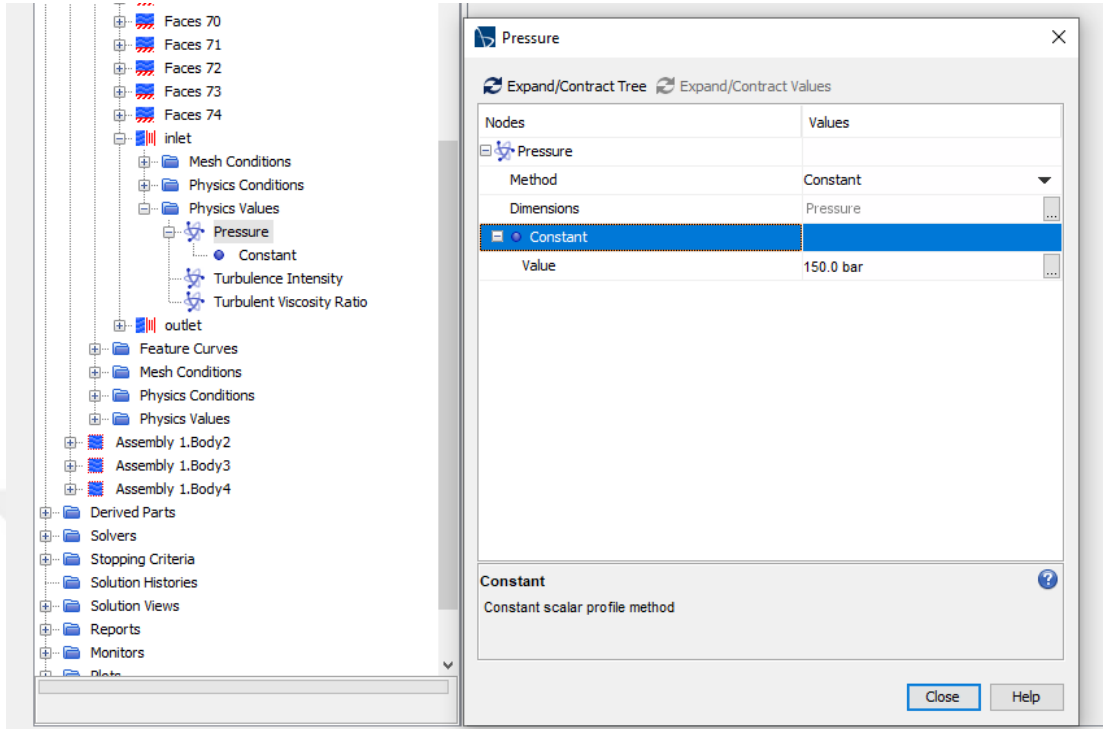 Faces 70
Faces 71
Faces 72
Faces 73
Faces 74
inlet
Mesh Conditions
Physics Conditions
Physics Values
Pressure
Constant
Turbulence Intensity
Turbulent Viscosity Ratio
outlet
Feature Curves
Mesh Conditions
Physics Conditions
Physics Values
Assembly 1.Body2
Assembly 1.Body3
Assembly 1.Body4
Derived Parts
Solvers
Stopping Criteria
Solution Histories
Solution Views
Reports
Monitors
Plots
Pressure
Expand/Contract Tree Expand/Contract Values
Nodes Values
Pressure
Method Constant
Dimensions Pressure ...
Constant
Value 150.0 bar ...
Constant
Constant scalar profile method
Close Help